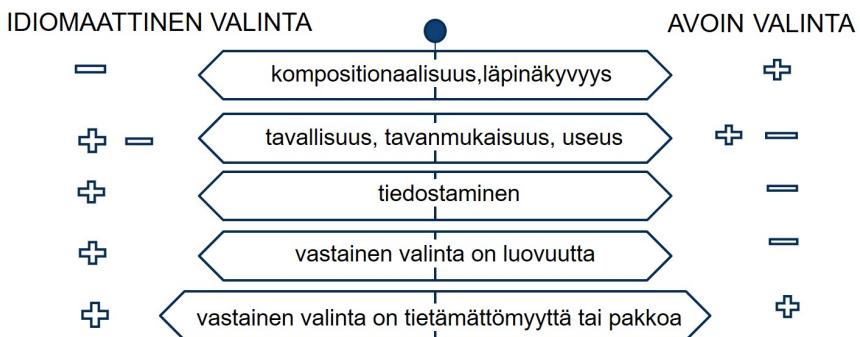 IDIOMAATTINEN VALINTA AVOIN VALINTA
kompositionaalisuus,läpinäkyvyys
tavallisuus, tavanmukaisuus, useus
tiedostaminen
vastainen valinta on luovuutta
vastainen valinta on tietämättömyyttä tai pakkoa